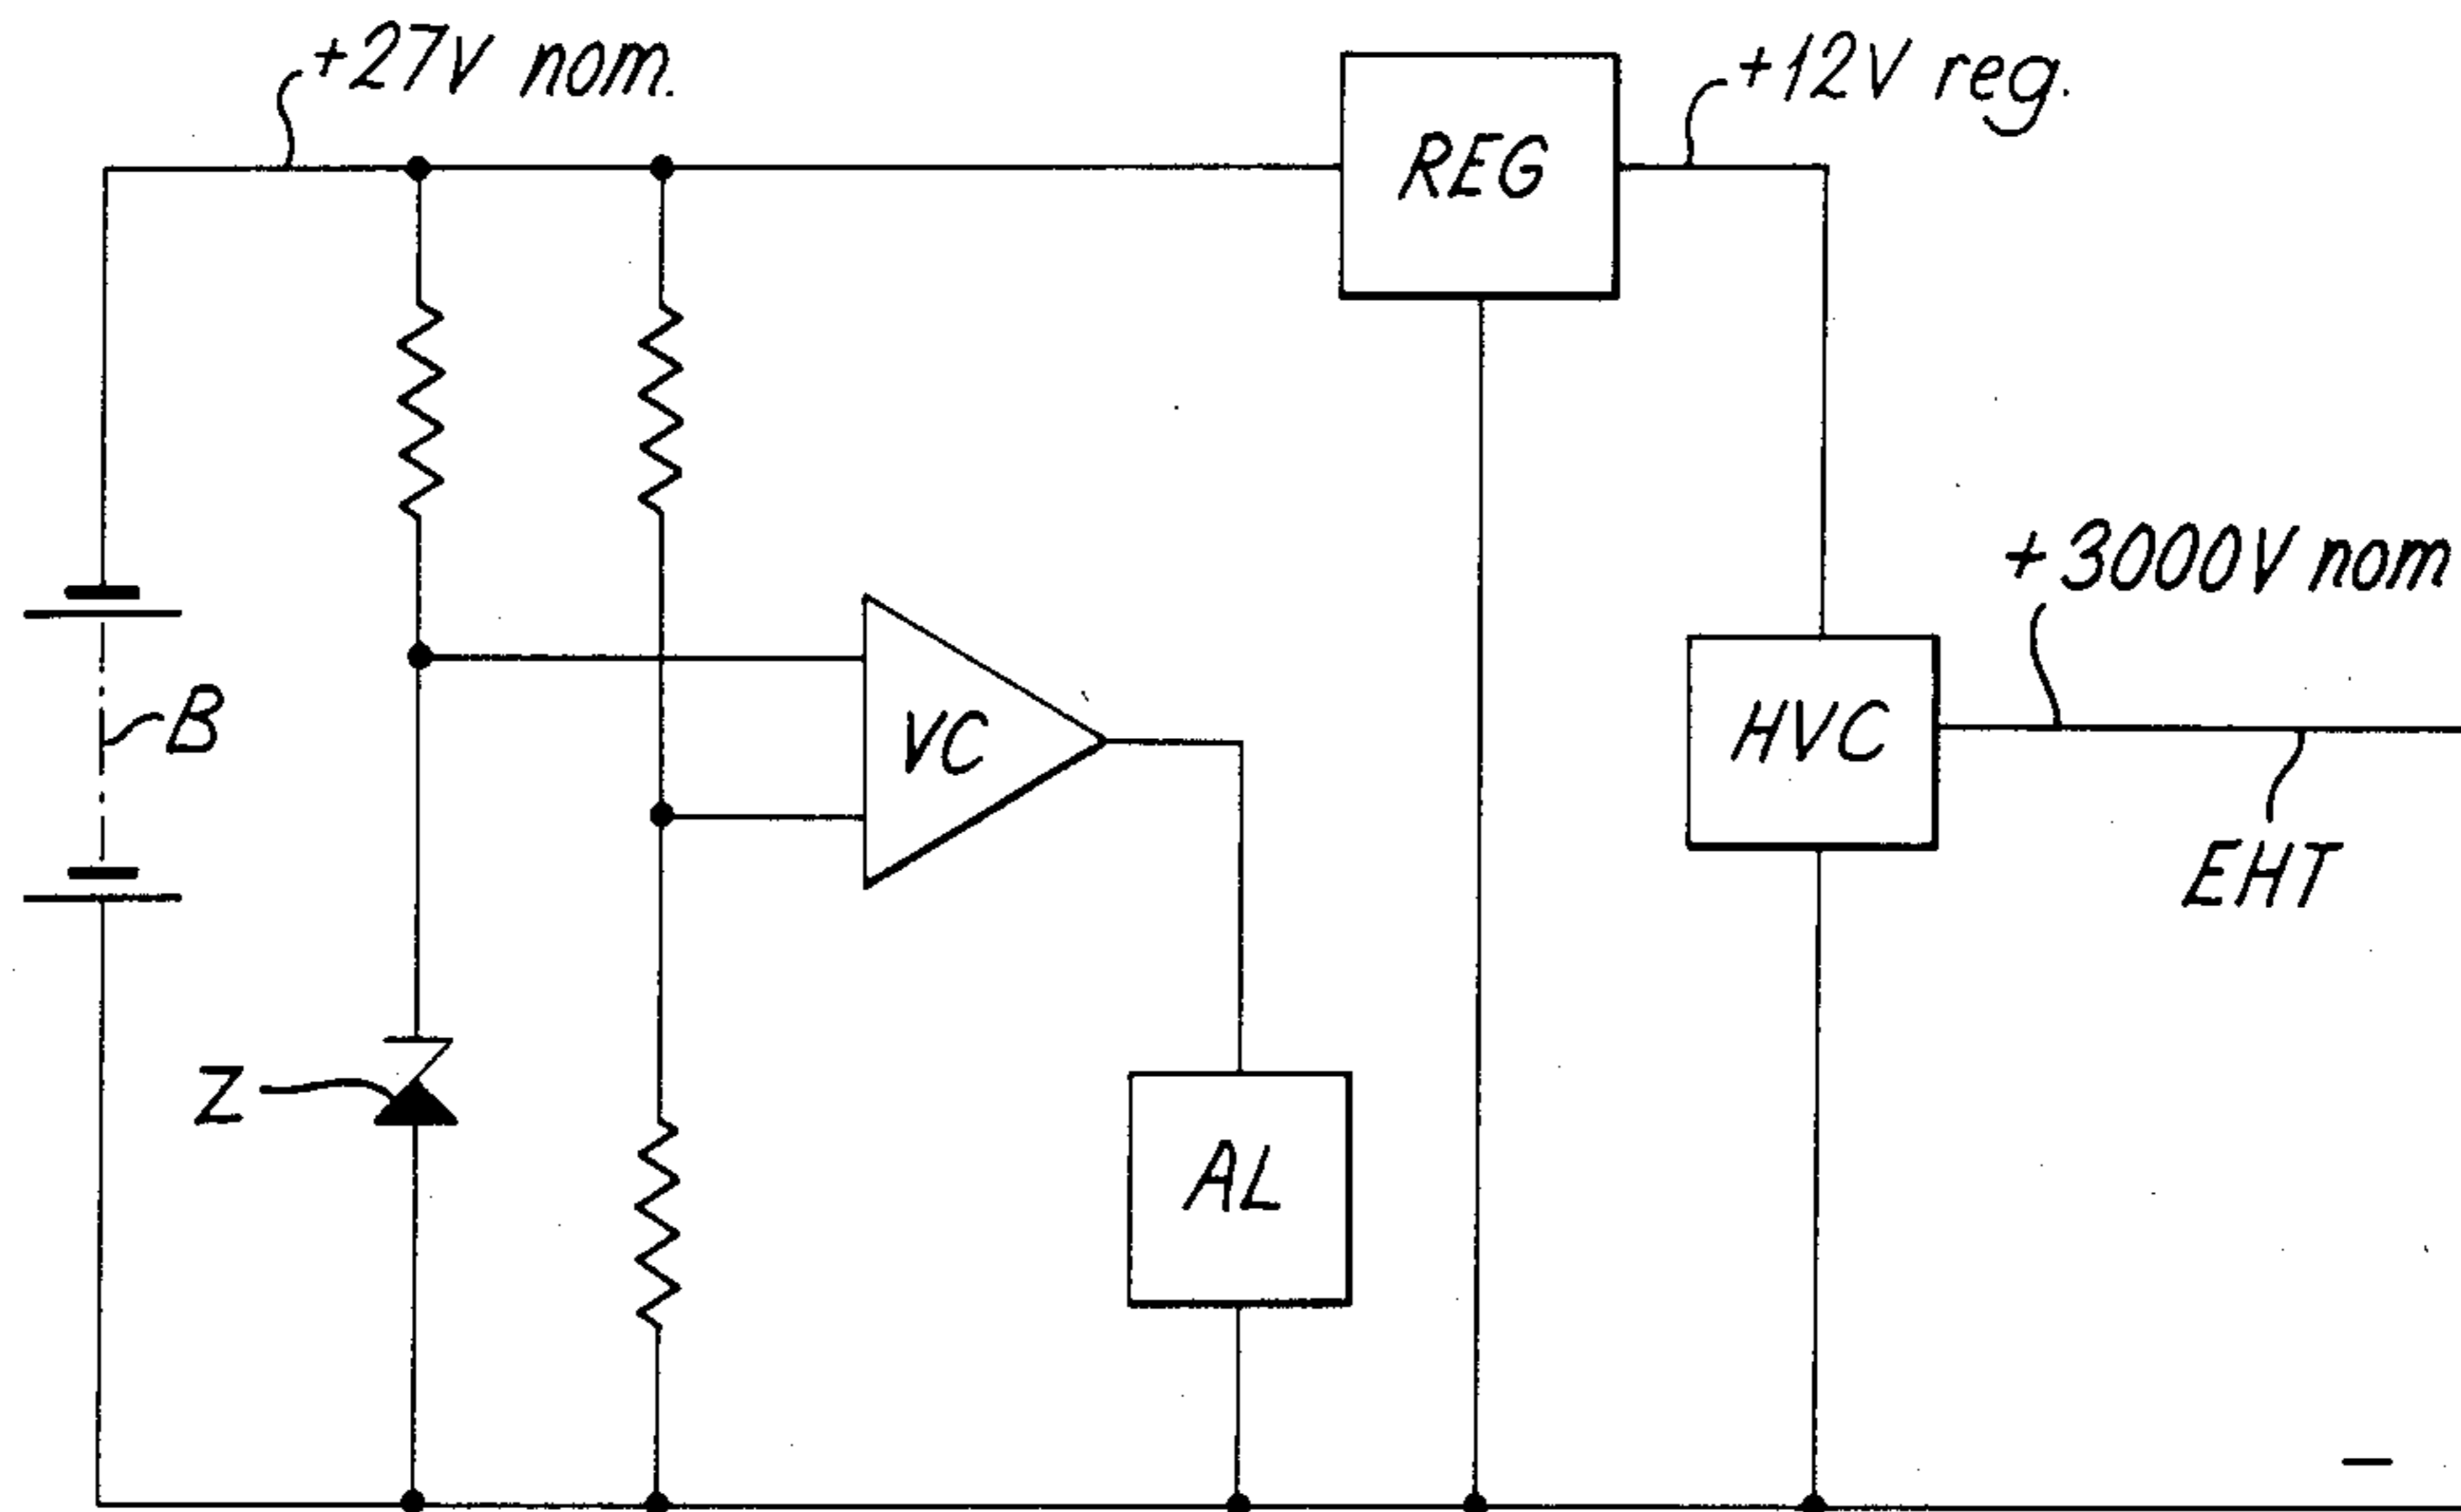 +27V nom.
REG
+12V reg.
+3000V nom
B
VC
HVC
EHT
Z
AL
−